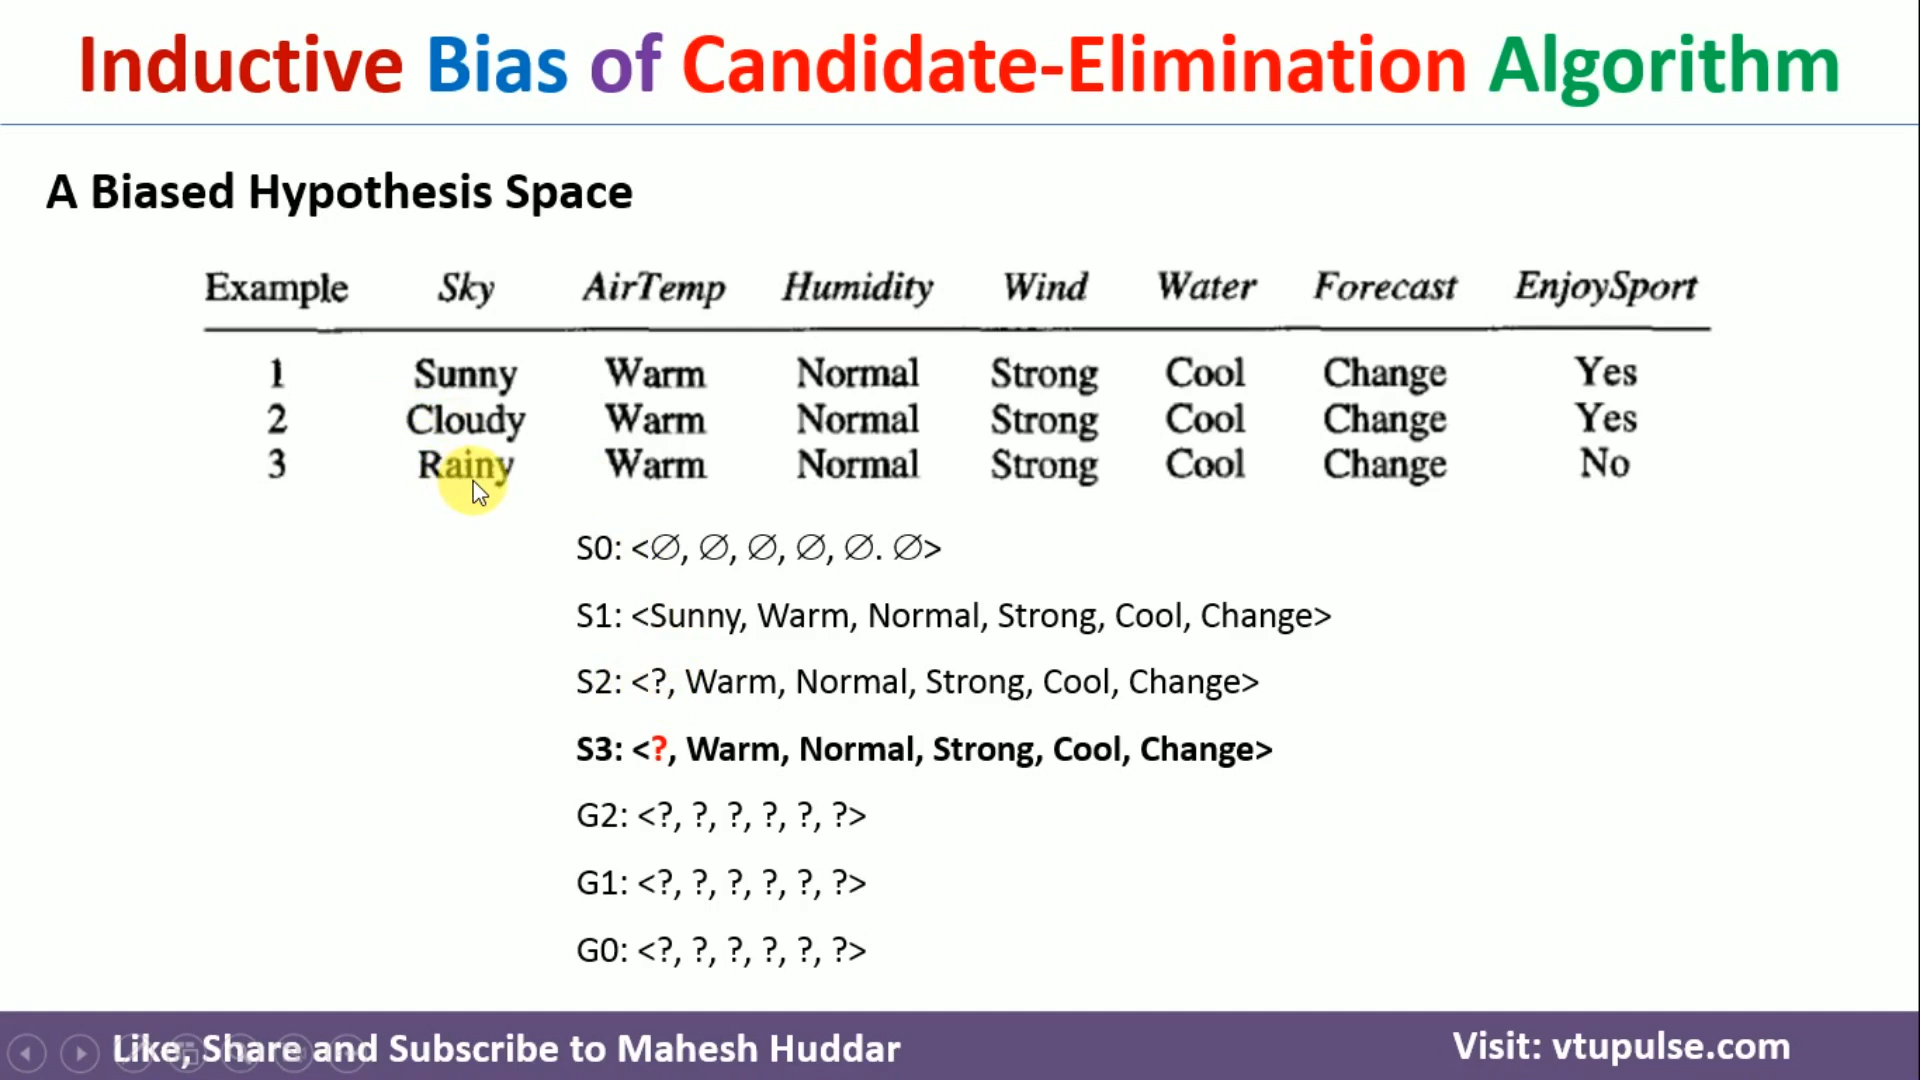 Inductive Bias of Candidate-Elimination Algorithm
A Biased Hypothesis Space
Example Sky AirTemp Humidity Wind Water Forecast EnjoySport
1 Sunny Warm Normal Strong Cool Change Yes
2 Cloudy Warm Normal Strong Cool Change Yes
3 Rainy Warm Normal Strong Cool Change No
S0: <∅, ∅, ∅, ∅, ∅. ∅>
S1: <Sunny, Warm, Normal, Strong, Cool, Change>
S2: <?, Warm, Normal, Strong, Cool, Change>
S3: <?, Warm, Normal, Strong, Cool, Change>
G2: <?, ?, ?, ?, ?, ?>
G1: <?, ?, ?, ?, ?, ?>
G0: <?, ?, ?, ?, ?, ?>
Like, Share and Subscribe to Mahesh Huddar
Visit: vtupulse.com